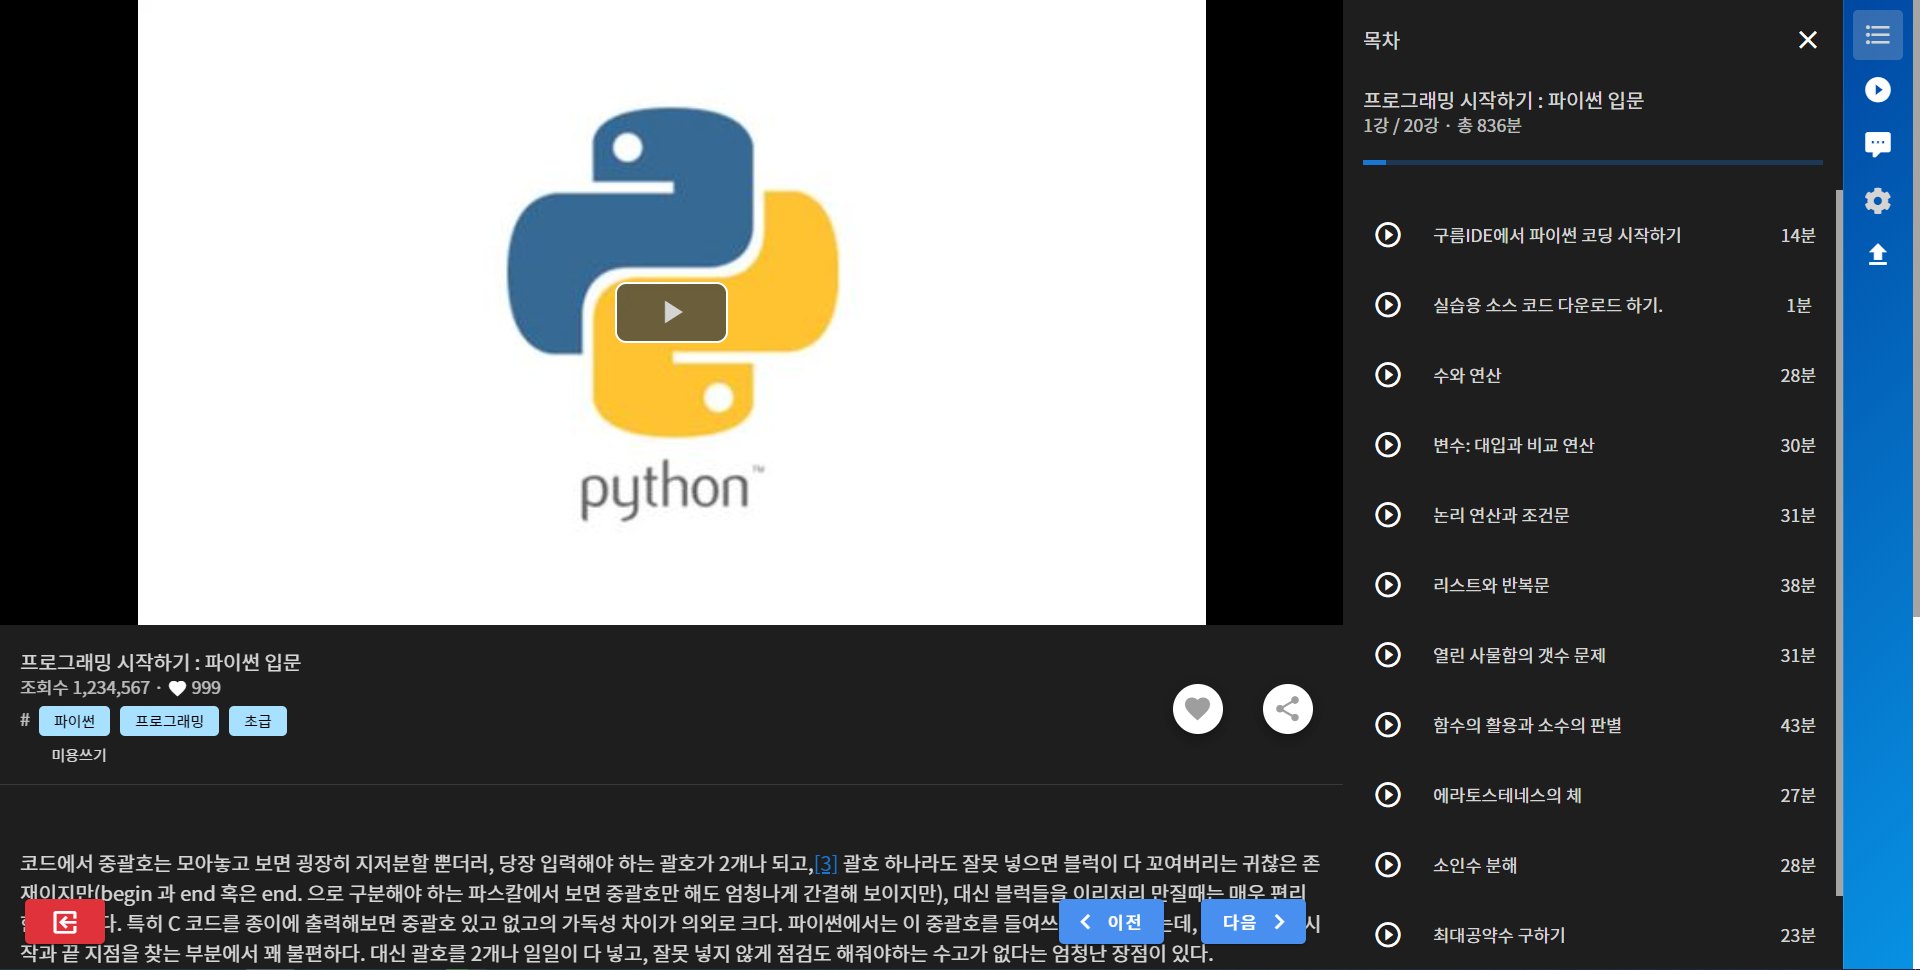 python™
프로그래밍 시작하기 : 파이썬 입문
조회수 1,234,567 · 999
# 파이썬 프로그래밍 초급
미용쓰기
코드에서 중괄호는 모아놓고 보면 굉장히 지저분할 뿐더러, 당장 입력해야 하는 괄호가 2개나 되고,[3] 괄호 하나라도 잘못 넣으면 블럭이 다 꼬여버리는 귀찮은 존
재이지만(begin 과 end 혹은 end. 으로 구분해야 하는 파스칼에서 보면 중괄호만 해도 엄청나게 간결해 보이지만), 대신 블럭들을 이리저리 만질때는 매우 편리
다. 특히 C 코드를 종이에 출력해보면 중괄호 있고 없고의 가독성 차이가 의외로 크다. 파이썬에서는 이 중괄호를 들여쓰 는데, 시
작과 끝 지점을 찾는 부분에서 꽤 불편하다. 대신 괄호를 2개나 일일이 다 넣고, 잘못 넣지 않게 점검도 해줘야하는 수고가 없다는 엄청난 장점이 있다.
이전
다음
목차
프로그래밍 시작하기 : 파이썬 입문
1강 / 20강 · 총 836분
구름IDE에서 파이썬 코딩 시작하기 14분
실습용 소스 코드 다운로드 하기. 1분
수와 연산 28분
변수: 대입과 비교 연산 30분
논리 연산과 조건문 31분
리스트와 반복문 38분
열린 사물함의 갯수 문제 31분
함수의 활용과 소수의 판별 43분
에라토스테네스의 체 27분
소인수 분해 28분
최대공약수 구하기 23분